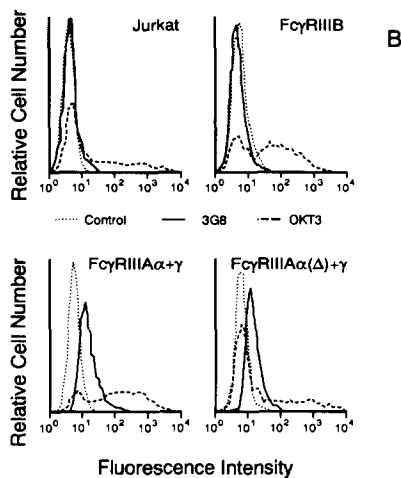 Jurkat
FcγRIIIB
B
Relative Cell Number
10⁰ 10¹ 10² 10³ 10⁴
10⁰ 10¹ 10² 10³ 10⁴
Control 3G8 OKT3
FcγRIIIAα+γ
FcγRIIIAα(Δ)+γ
Relative Cell Number
10⁰ 10¹ 10² 10³ 10⁴
10⁰ 10¹ 10² 10³ 10⁴
Fluorescence Intensity